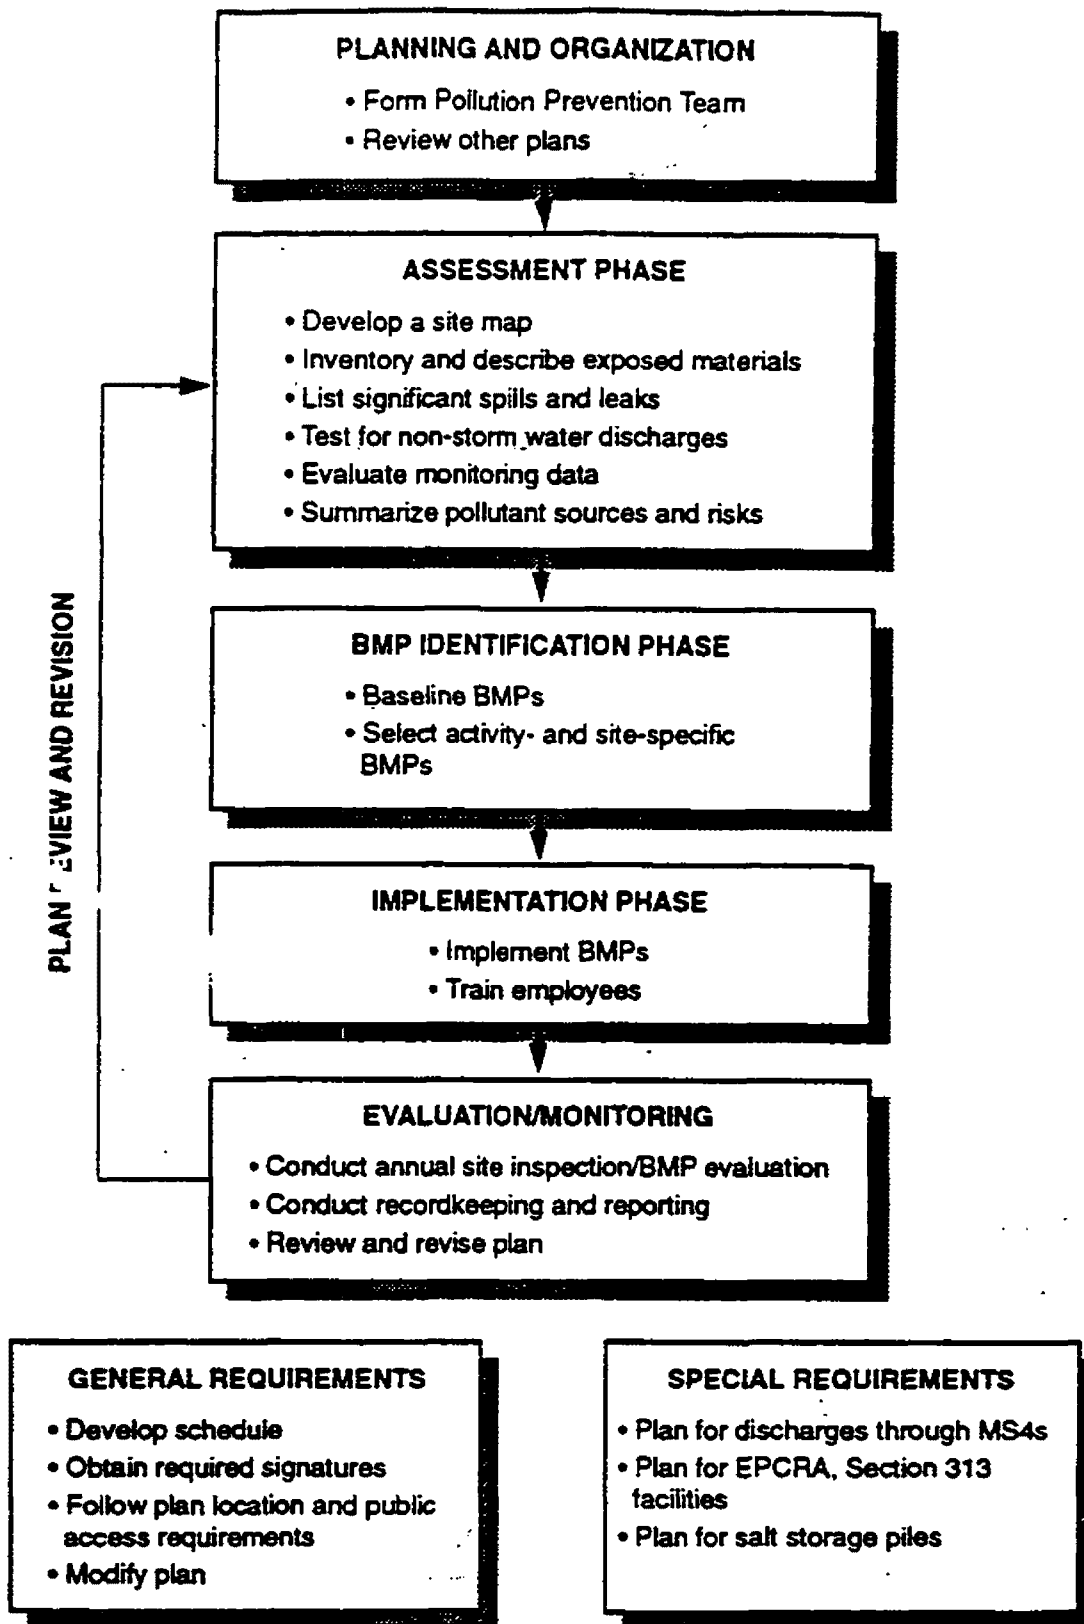 PLANNING AND ORGANIZATION
• Form Pollution Prevention Team
• Review other plans
ASSESSMENT PHASE
• Develop a site map
• Inventory and describe exposed materials
• List significant spills and leaks
• Test for non-storm water discharges
• Evaluate monitoring data
• Summarize pollutant sources and risks
BMP IDENTIFICATION PHASE
• Baseline BMPs
• Select activity- and site-specific
BMPs
IMPLEMENTATION PHASE
• Implement BMPs
• Train employees
EVALUATION/MONITORING
• Conduct annual site inspection/BMP evaluation
• Conduct recordkeeping and reporting
• Review and revise plan
PLAN REVIEW AND REVISION
GENERAL REQUIREMENTS
• Develop schedule
• Obtain required signatures
• Follow plan location and public
access requirements
• Modify plan
SPECIAL REQUIREMENTS
• Plan for discharges through MS4s
• Plan for EPCRA, Section 313
facilities
• Plan for salt storage piles